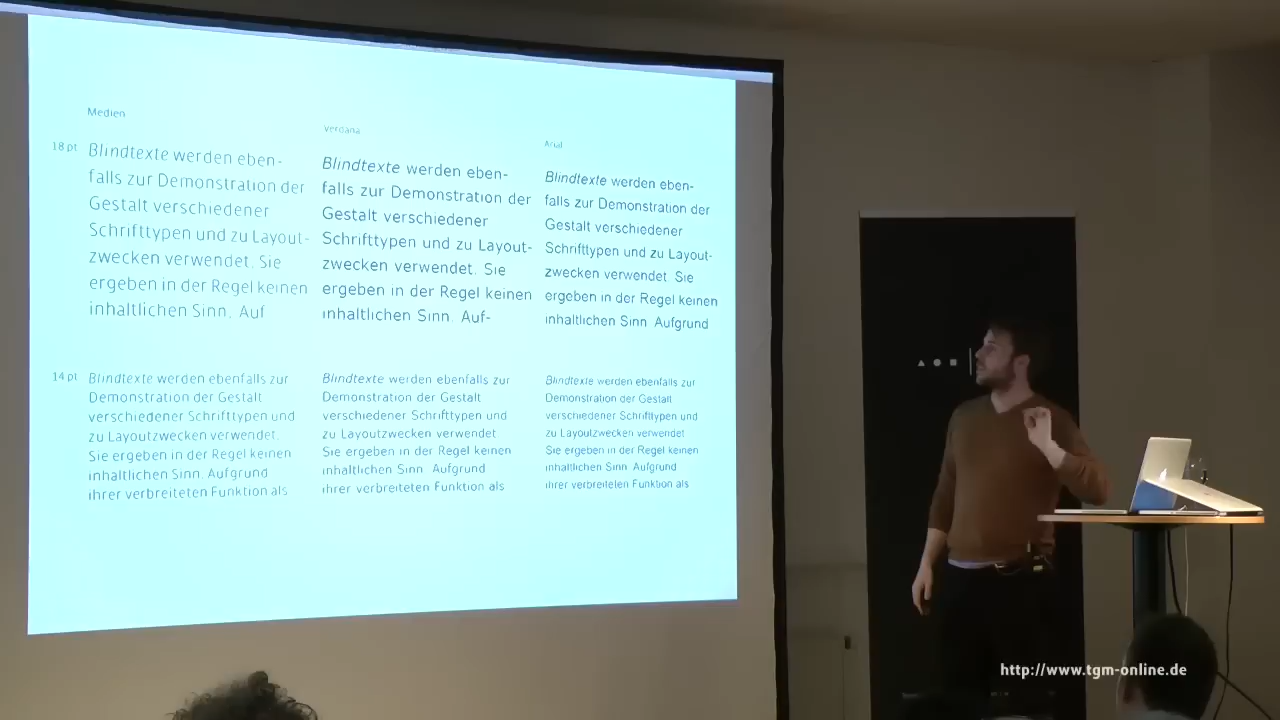 Medien
18 pt
Blindtexte werden eben-
falls zur Demonstration der
Gestalt verschiedener
Schrifttypen und zu Layout-
zwecken verwendet. Sie
ergeben in der Regel keinen
inhaltlichen Sinn. Auf
Verdana
Blindtexte werden eben-
falls zur Demonstration der
Gestalt verschiedener
Schrifttypen und zu Layout-
zwecken verwendet. Sie
ergeben in der Regel keinen
inhaltlichen Sinn. Auf-
Arial
Blindtexte werden eben-
falls zur Demonstration der
Gestalt verschiedener
Schrifttypen und zu Layout-
zwecken verwendet. Sie
ergeben in der Regel keinen
inhaltlichen Sinn. Aufgrund
14 pt
Blindtexte werden ebenfalls zur
Demonstration der Gestalt
verschiedener Schrifttypen und
zu Layoutzwecken verwendet.
Sie ergeben in der Regel keinen
inhaltlichen Sinn. Aufgrund
ihrer verbreiteten Funktion als
Blindtexte werden ebenfalls zur
Demonstration der Gestalt
verschiedener Schrifttypen und
zu Layoutzwecken verwendet.
Sie ergeben in der Regel keinen
inhaltlichen Sinn. Aufgrund
ihrer verbreiteten Funktion als
Blindtexte werden ebenfalls zur
Demonstration der Gestalt
verschiedener Schrifttypen und
zu Layoutzwecken verwendet.
Sie ergeben in der Regel keinen
inhaltlichen Sinn. Aufgrund
ihrer verbreiteten Funktion als
http://www.tgm-online.de